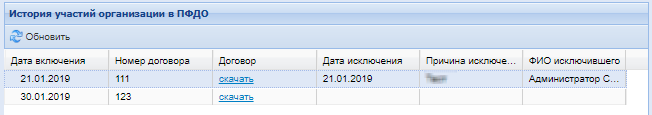 История участий организации в ПФДО
Обновить
Дата включения Номер договора Договор Дата исключения Причина исключе... ФИО исключившего
21.01.2019 111 скачать 21.01.2019 Администратор С...
30.01.2019 123 скачать